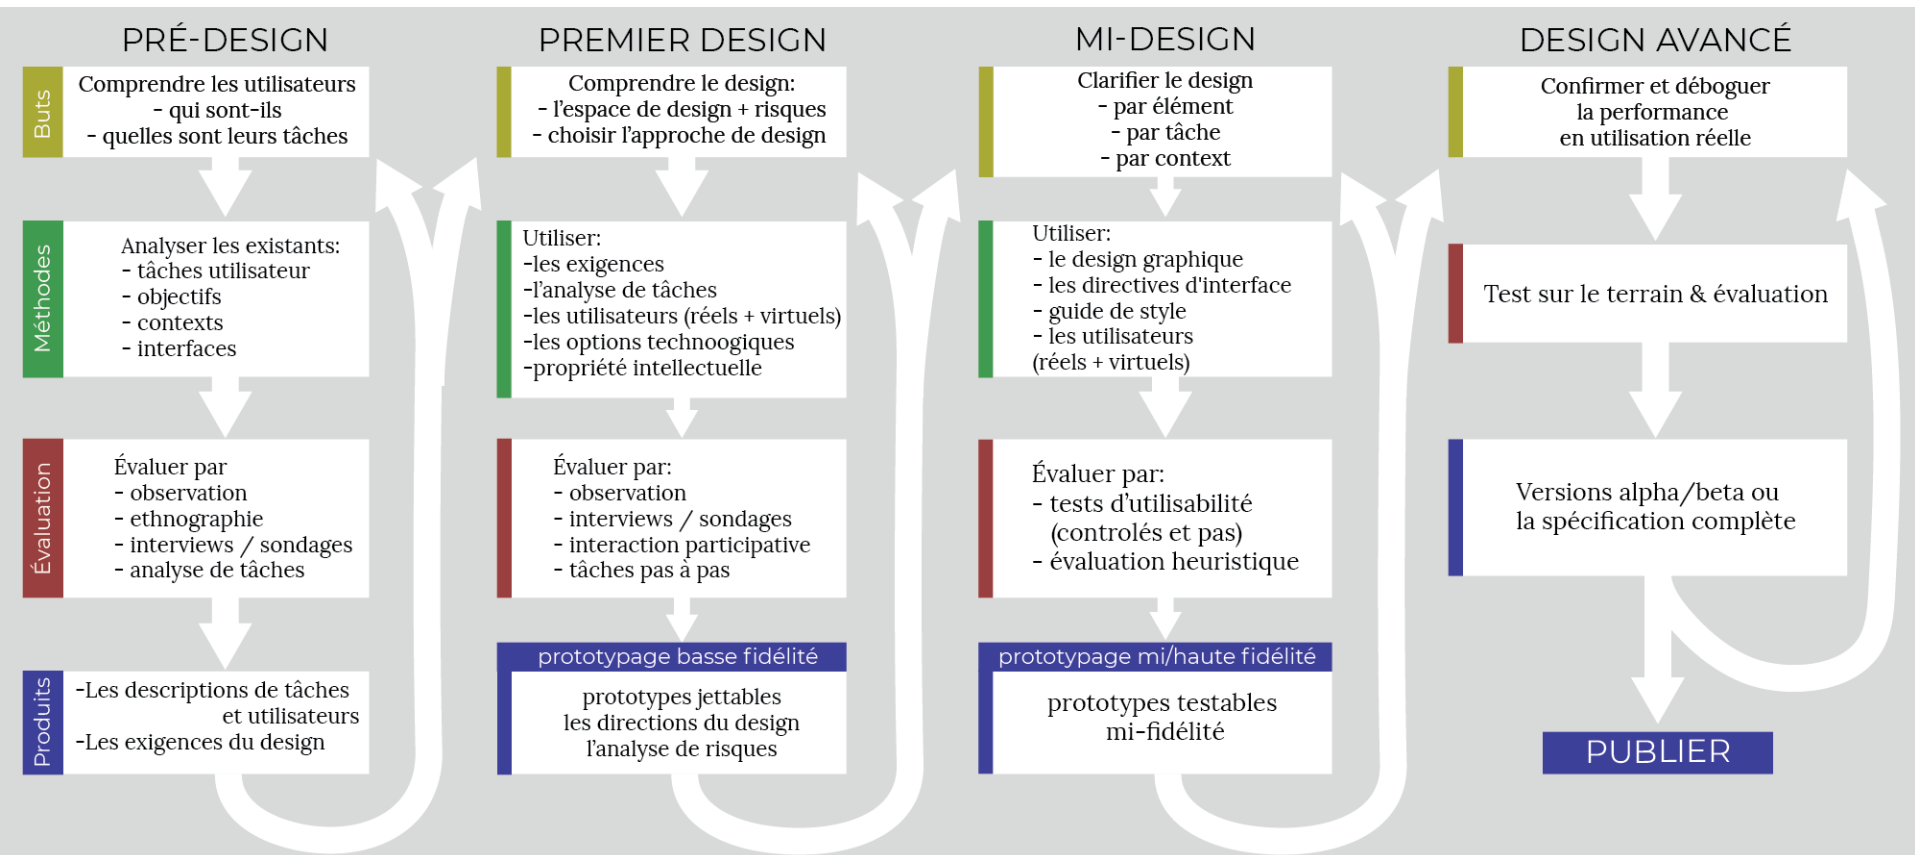 PRÉ-DESIGN
Buts
Comprendre les utilisateurs
- qui sont-ils
- quelles sont leurs tâches
Méthodes
Analyser les existants:
- tâches utilisateur
- objectifs
- contexts
- interfaces
Évaluation
Évaluer par
- observation
- ethnographie
- interviews / sondages
- analyse de tâches
Produits
-Les descriptions de tâches
et utilisateurs
-Les exigences du design
PREMIER DESIGN
Comprendre le design:
- l’espace de design + risques
- choisir l’approche de design
Utiliser:
-les exigences
-l’analyse de tâches
-les utilisateurs (réels + virtuels)
-les options technoogiques
-propriété intellectuelle
Évaluer par:
- observation
- interviews / sondages
- interaction participative
- tâches pas à pas
prototypage basse fidélité
prototypes jettables
les directions du design
l’analyse de risques
MI-DESIGN
Clarifier le design
- par élément
- par tâche
- par context
Utiliser:
- le design graphique
- les directives d'interface
- guide de style
- les utilisateurs
(réels + virtuels)
Évaluer par:
- tests d’utilisabilité
(controlés et pas)
- évaluation heuristique
prototypage mi/haute fidélité
prototypes testables
mi-fidélité
DESIGN AVANCÉ
Confirmer et déboguer
la performance
en utilisation réelle
Test sur le terrain & évaluation
Versions alpha/beta ou
la spécification complète
PUBLIER